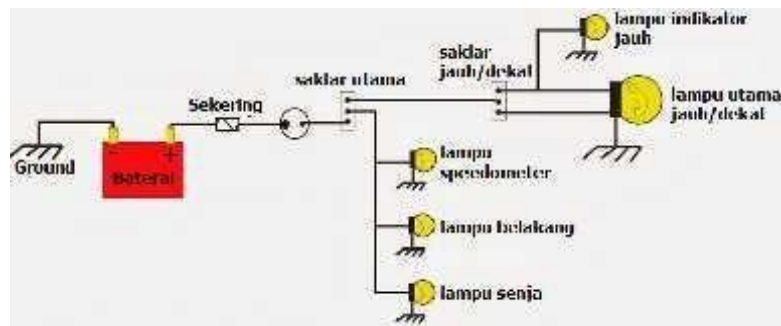 lampu indikator
jauh
saklar
jauh/dekat
saklar utama
lampu utama
jauh/dekat
Sekering
Ground
- +
Baterai
lampu
speedometer
lampu belakang
lampu senja